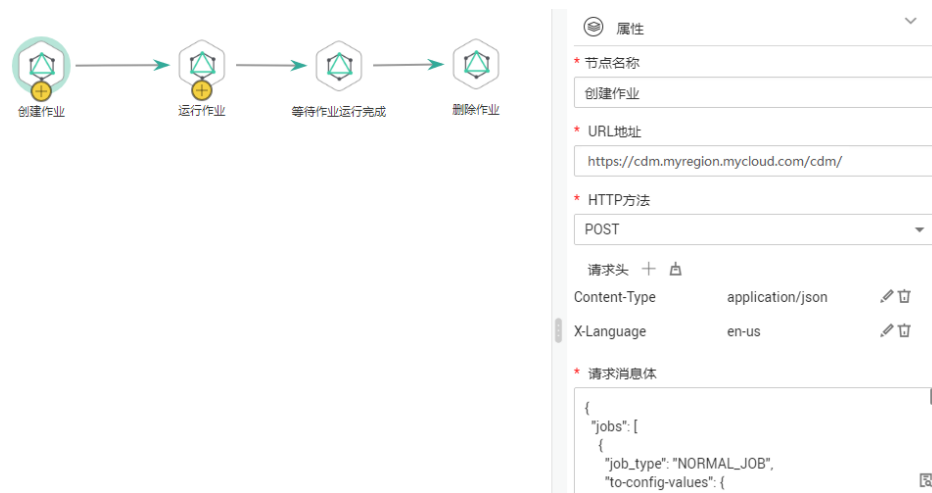 创建作业
运行作业
等待作业运行完成
删除作业
属性
* 节点名称
创建作业
* URL地址
https://cdm.myregion.mycloud.com/cdm/
* HTTP方法
POST
请求头
Content-Type application/json
X-Language en-us
* 请求消息体
{
"jobs": [
{
"job_type": "NORMAL_JOB",
"to-config-values": {